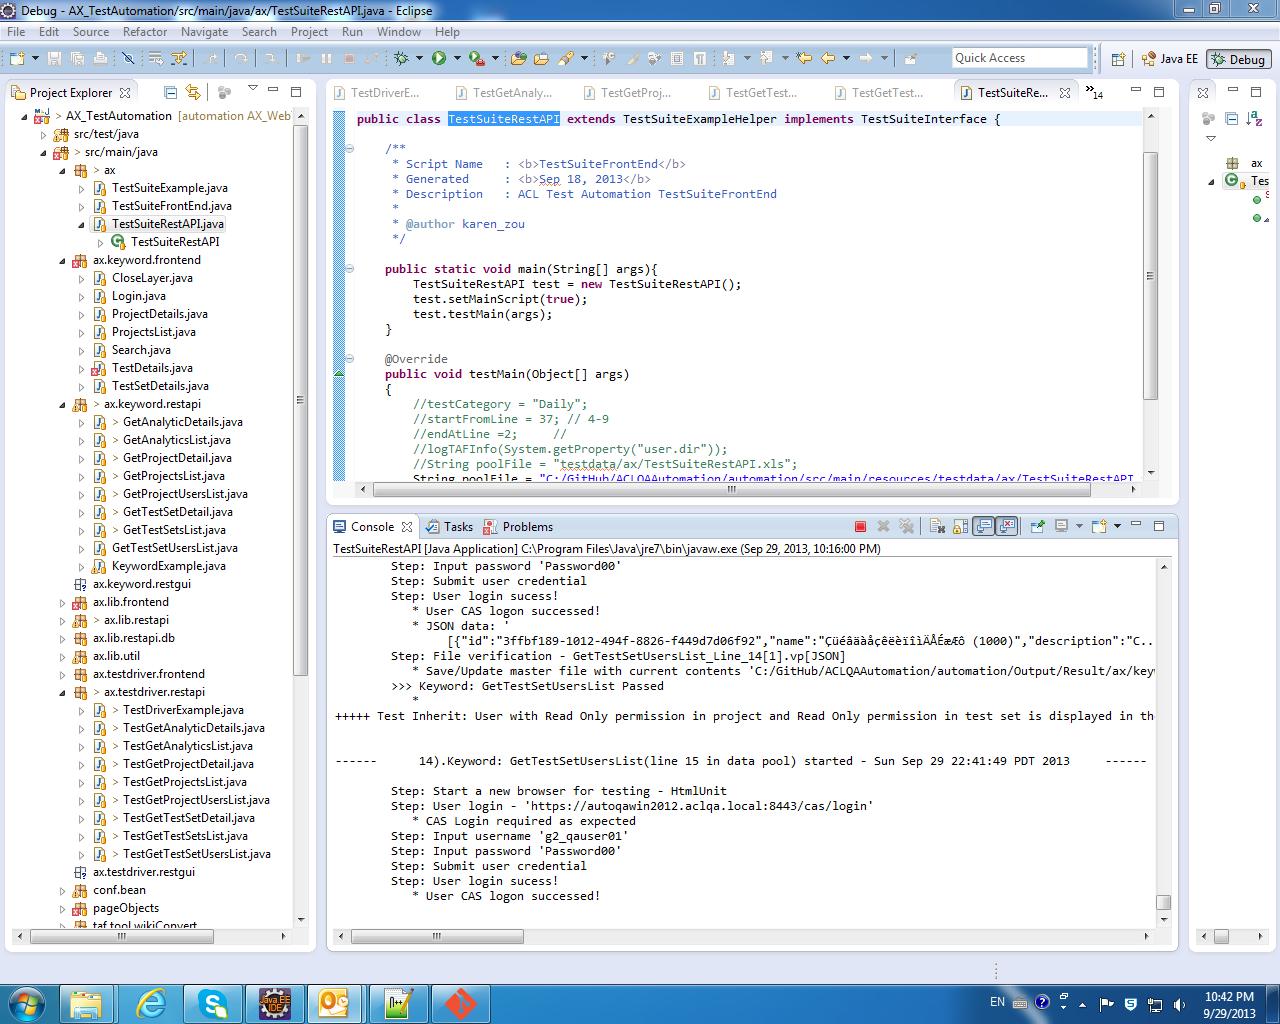 Debug - AX_TestAutomation/src/main/java/ax/TestSuiteRestAPI.java - Eclipse
File Edit Source Refactor Navigate Search Project Run Window Help
Quick Access
Java EE
Debug
Project Explorer
> AX_TestAutomation [automation AX_Web
src/test/java
> src/main/java
> ax
TestSuiteExample.java
TestSuiteFrontEnd.java
TestSuiteRestAPI.java
TestSuiteRestAPI
ax.keyword.frontend
CloseLayer.java
Login.java
ProjectDetails.java
ProjectsList.java
Search.java
TestDetails.java
TestSetDetails.java
> ax.keyword.restapi
> GetAnalyticDetails.java
> GetAnalyticsList.java
> GetProjectDetail.java
> GetProjectsList.java
> GetProjectUsersList.java
> GetTestSetDetail.java
> GetTestSetsList.java
GetTestSetUsersList.java
KeywordExample.java
ax.keyword.restgui
ax.lib.frontend
> ax.lib.restapi
ax.lib.restapi.db
ax.lib.util
ax.testdriver.frontend
> ax.testdriver.restapi
> TestDriverExample.java
> TestGetAnalyticDetails.java
> TestGetAnalyticsList.java
> TestGetProjectDetail.java
> TestGetProjectsList.java
> TestGetProjectUsersList.java
> TestGetTestSetDetail.java
> TestGetTestSetsList.java
> TestGetTestSetUsersList.java
ax.testdriver.restgui
conf.bean
pageObjects
taf.tool.wikiConvert
TestDriverE...
TestGetAnaly...
TestGetProj...
TestGetTest...
TestGetTest...
TestSuiteRe...
»14
public class TestSuiteRestAPI extends TestSuiteExampleHelper implements TestSuiteInterface {
/**
* Script Name : <b>TestSuiteFrontEnd</b>
* Generated : <b>Sep 18, 2013</b>
* Description : ACL Test Automation TestSuiteFrontEnd
*
* @author karen_zou
*/
public static void main(String[] args){
TestSuiteRestAPI test = new TestSuiteRestAPI();
test.setMainScript(true);
test.testMain(args);
}
@Override
public void testMain(Object[] args)
{
//testCategory = "Daily";
//startFromLine = 37; // 4-9
//endAtLine =2; //
//logTAFInfo(System.getProperty("user.dir"));
//String poolFile = "testdata/ax/TestSuiteRestAPI.xls";
String poolFile = "C:/GitHub/ACLQAAutomation/automation/src/main/resources/testdata/ax/TestSuiteRestAPI
ax
Tes
Console
Tasks
Problems
TestSuiteRestAPI [Java Application] C:\Program Files\Java\jre7\bin\javaw.exe (Sep 29, 2013, 10:16:00 PM)
Step: Input password 'Password00'
Step: Submit user credential
Step: User login sucess!
* User CAS logon successed!
* JSON data: '
[{"id":"3ffbf189-1012-494f-8826-f449d7d06f92","name":"ÇüéâäàåçêëèïîìÄÅÉæÆô (1000)","description":"C...
Step: File verification - GetTestSetUsersList_Line_14[1].vp[JSON]
* Save/Update master file with current contents 'C:/GitHub/ACLQAAutomation/automation/Output/Result/ax/keyw
>>> Keyword: GetTestSetUsersList Passed
*
+++++ Test Inherit: User with Read Only permission in project and Read Only permission in test set is displayed in the
------ 14).Keyword: GetTestSetUsersList(line 15 in data pool) started - Sun Sep 29 22:41:49 PDT 2013 ------
Step: Start a new browser for testing - HtmlUnit
Step: User login - 'https://autoqawin2012.aclqa.local:8443/cas/login'
* CAS Login required as expected
Step: Input username 'g2_qauser01'
Step: Input password 'Password00'
Step: Submit user credential
Step: User login sucess!
* User CAS logon successed!
Java EE
IDE
EN
10:42 PM
9/29/2013